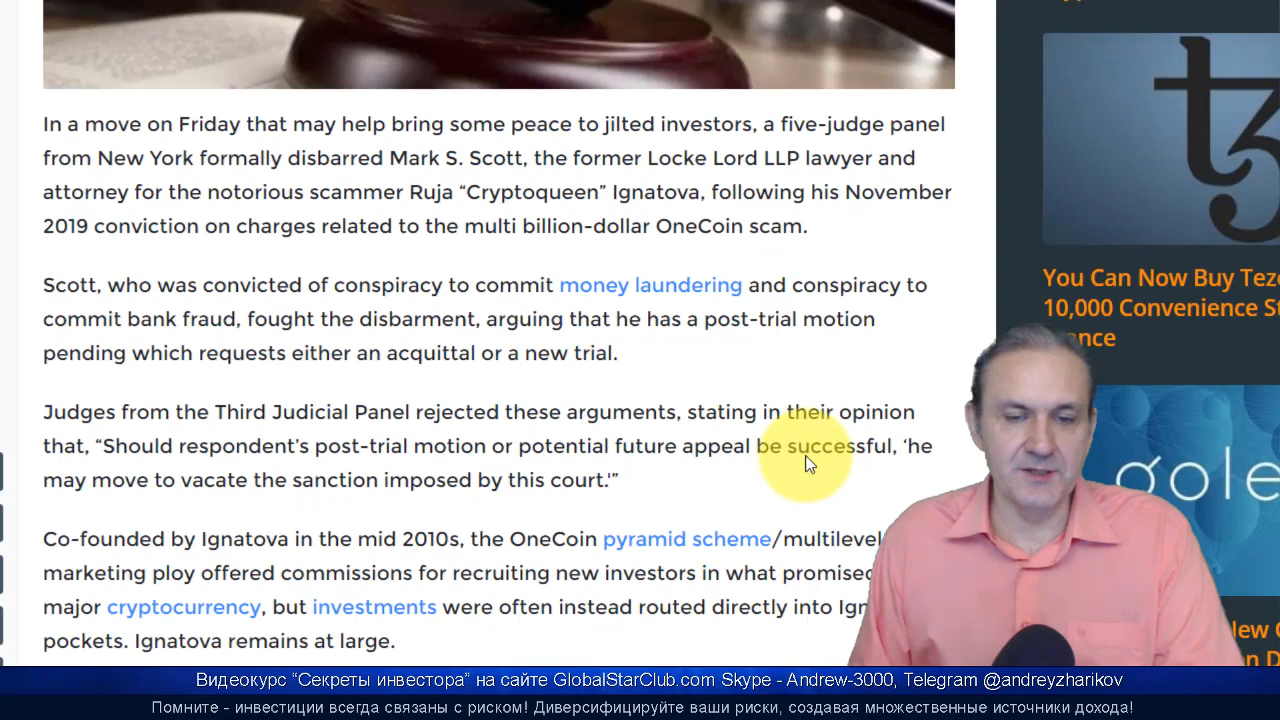 In a move on Friday that may help bring some peace to jilted investors, a five-judge panel
from New York formally disbarred Mark S. Scott, the former Locke Lord LLP lawyer and
attorney for the notorious scammer Ruja “Cryptoqueen” Ignatova, following his November
2019 conviction on charges related to the multi billion-dollar OneCoin scam.
Scott, who was convicted of conspiracy to commit money laundering and conspiracy to
commit bank fraud, fought the disbarment, arguing that he has a post-trial motion
pending which requests either an acquittal or a new trial.
Judges from the Third Judicial Panel rejected these arguments, stating in their opinion
that, “Should respondent’s post-trial motion or potential future appeal be successful, ‘he
may move to vacate the sanction imposed by this court.'”
Co-founded by Ignatova in the mid 2010s, the OneCoin pyramid scheme/multilevel
marketing ploy offered commissions for recruiting new investors in what promised
major cryptocurrency, but investments were often instead routed directly into
pockets. Ignatova remains at large.
You Can Now Buy
10,000 Convenience
gole
Видеокурс “Секреты инвестора” на сайте GlobalStarClub.com Skype - Andrew-3000, Telegram @andreyzharikov
Помните - инвестиции всегда связаны с риском! Диверсифицируйте ваши риски, создавая множественные источники дохода!